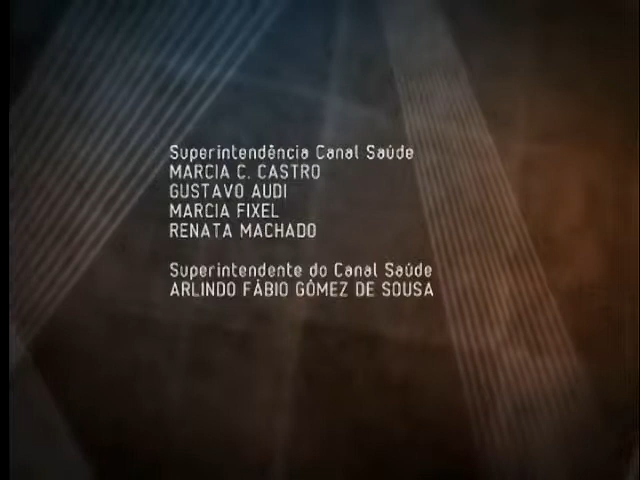 Superintendência Canal Saúde
MARCIA C. CASTRO
GUSTAVO AUDI
MARCIA FIXEL
RENATA MACHADO
Superintendente do Canal Saúde
ARLINDO FÁBIO GÓMEZ DE SOUSA